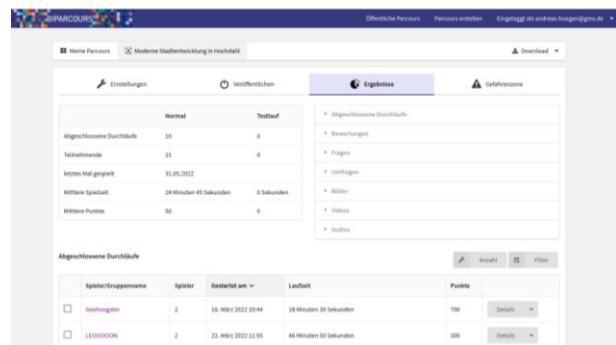 BIPARCOURS
Öffentliche Parcours Parcours erstellen Eingeloggt als andreas.hoogen@gmx.de
Meine Parcours Moderne Stadtentwicklung in Hochdahl Download
Einstellungen Veröffentlichen Ergebnisse Gefahrenzone
Normal Testlauf
Abgeschlossene Durchläufe 10 0
Teilnehmende 21 0
letztes Mal gespielt 31.05.2022
Mittlere Spielzeit 24 Minuten 45 Sekunden 0 Sekunden
Mittlere Punkte 50 0
Abgeschlossene Durchläufe
Bewertungen
Fragen
Umfragen
Bilder
Videos
Audios
Abgeschlossene Durchläufe Anzahl Filter
Spieler/Gruppenname Spieler Gestartet am Laufzeit Punkte
Geohoogster 2 16. März 2022 10:44 18 Minuten 30 Sekunden 700 Details
LEOOOOON 2 22. März 2022 11:55 46 Minuten 50 Sekunden 300 Details